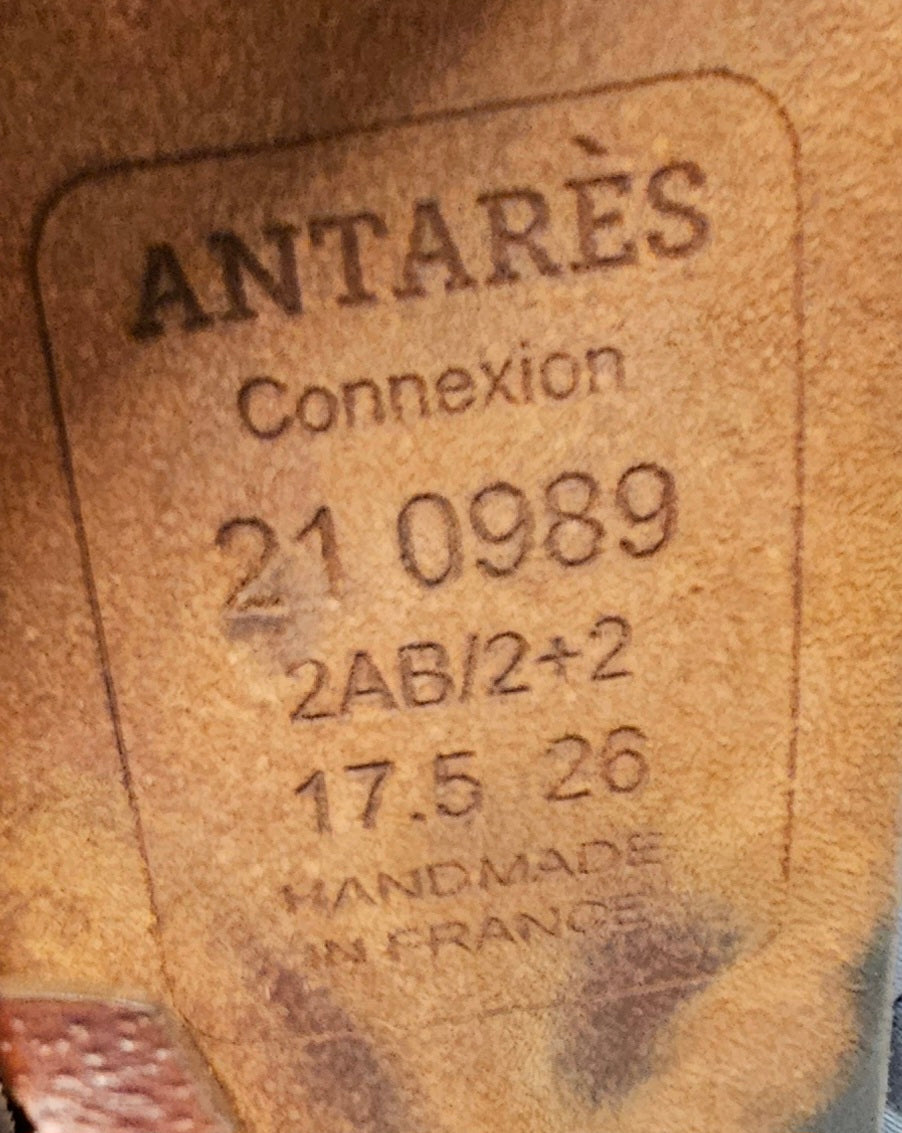 ANTARÈS
Connexion
21 0989
2AB/2+2
17.5 26
HANDMADE
IN FRANCE